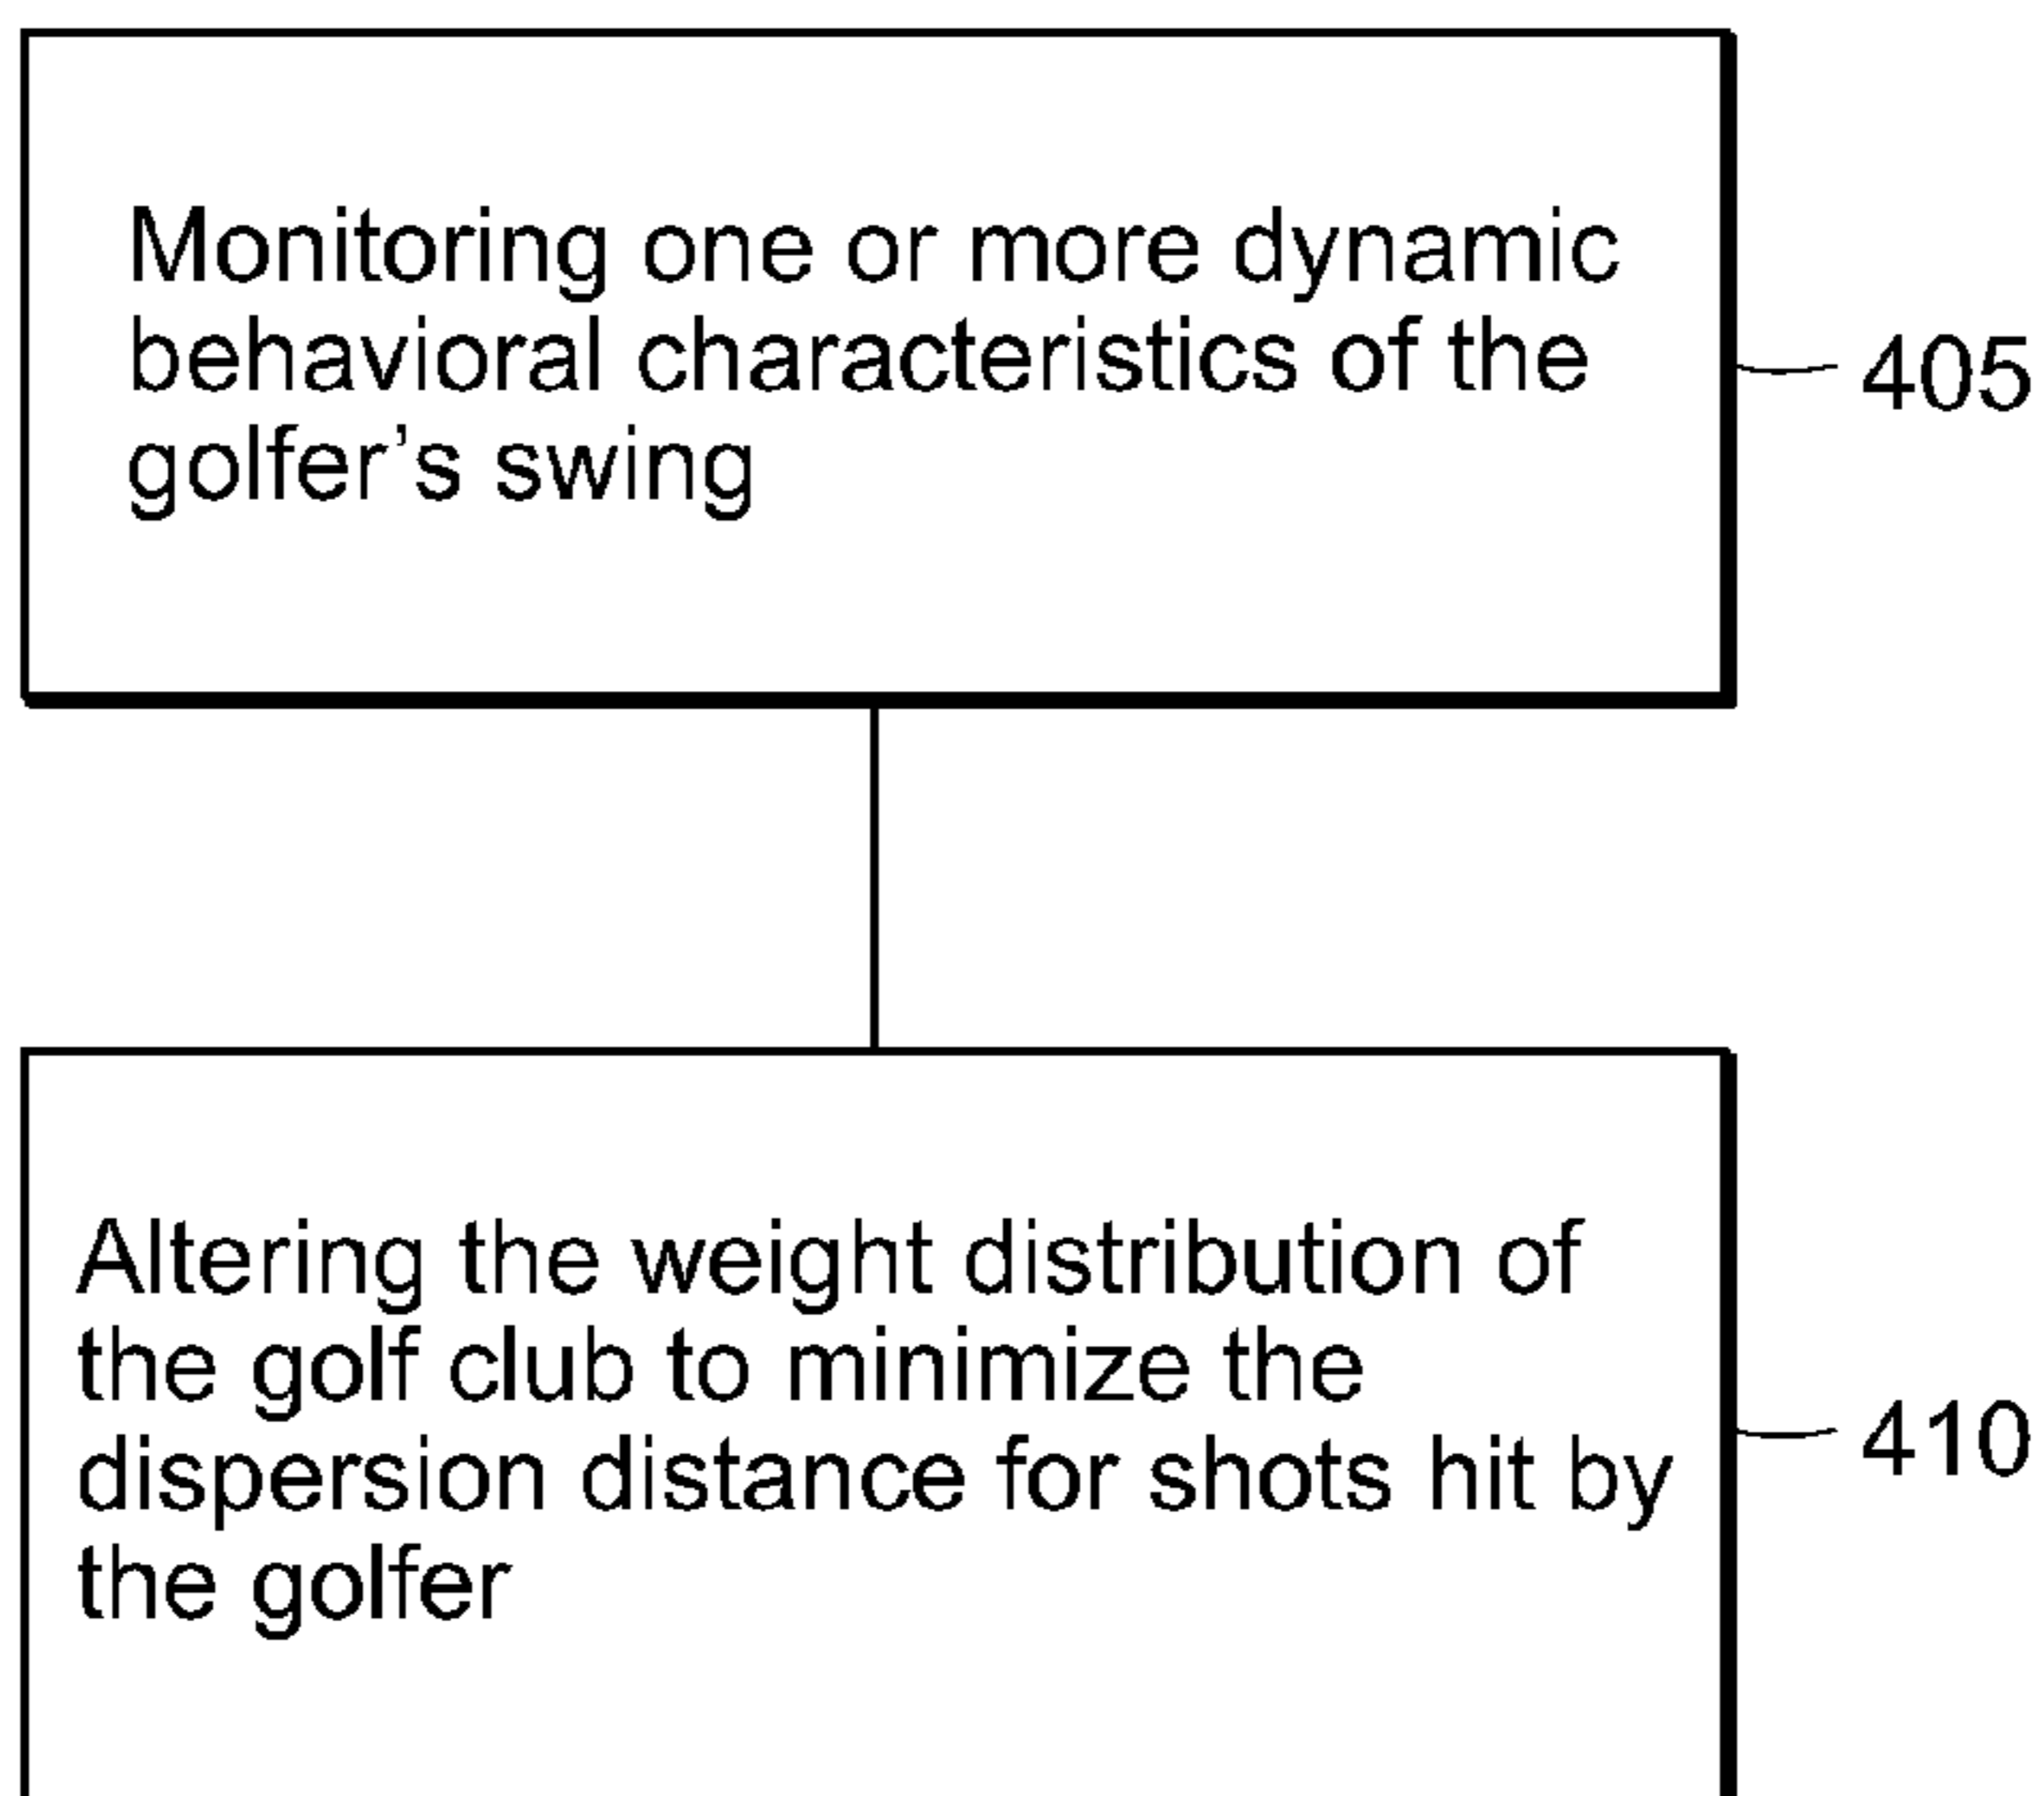 Monitoring one or more dynamic
behavioral characteristics of the
golfer’s swing
405
Altering the weight distribution of
the golf club to minimize the
dispersion distance for shots hit by
the golfer
410